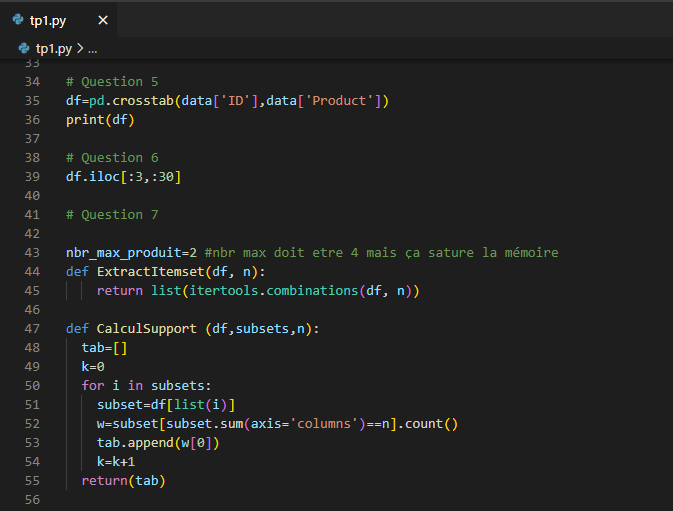 tp1.py ×
tp1.py > ...
33
34 # Question 5
35 df=pd.crosstab(data['ID'],data['Product'])
36 print(df)
37
38 # Question 6
39 df.iloc[:3,:30]
40
41 # Question 7
42
43 nbr_max_produit=2 #nbr max doit etre 4 mais ça sature la mémoire
44 def ExtractItemset(df, n):
45     return list(itertools.combinations(df, n))
46
47 def CalculSupport (df,subsets,n):
48   tab=[]
49   k=0
50   for i in subsets:
51     subset=df[list(i)]
52     w=subset[subset.sum(axis='columns')==n].count()
53     tab.append(w[0])
54     k=k+1
55   return(tab)
56